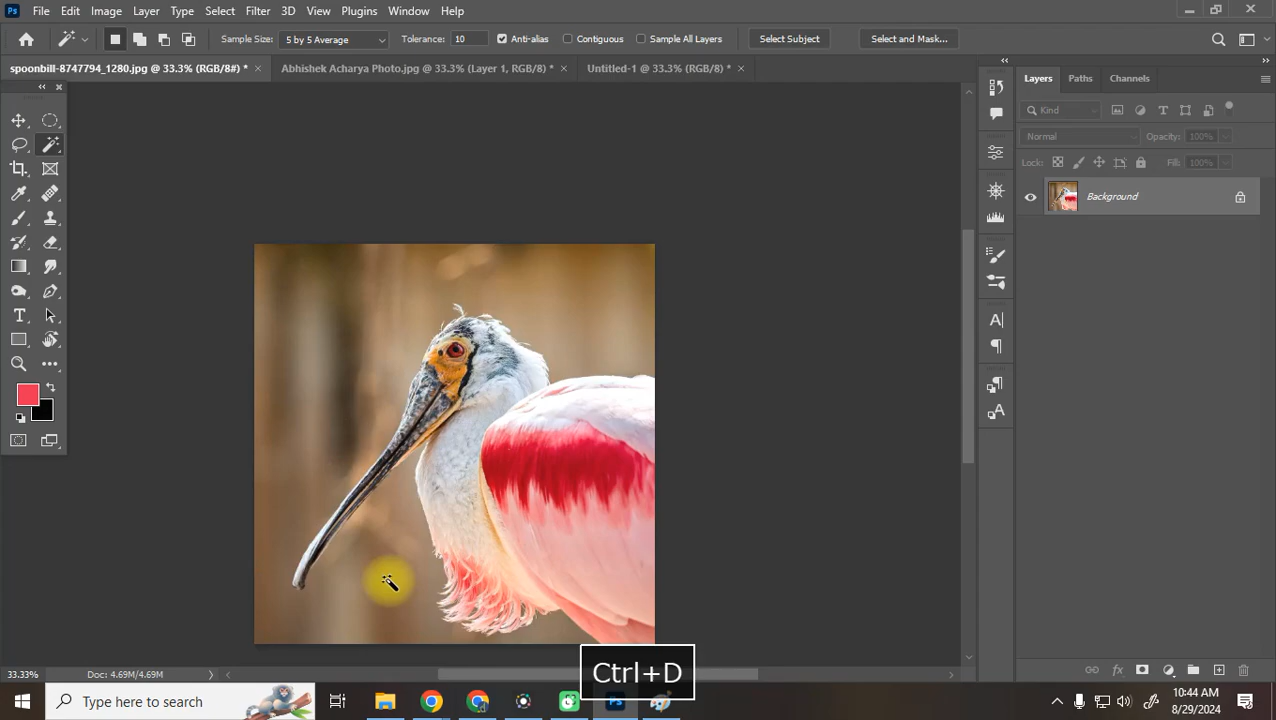 Ps File Edit Image Layer Type Select Filter 3D View Plugins Window Help
Sample Size: 5 by 5 Average Tolerance: 10 Anti-alias Contiguous Sample All Layers Select Subject Select and Mask...
spoonbill-8747794_1280.jpg @ 33.3% (RGB/8#) * Abhishek Acharya Photo.jpg @ 33.3% (Layer 1, RGB/8) * Untitled-1 @ 33.3% (RGB/8) *
Layers Paths Channels
Kind
Normal Opacity: 100%
Lock: Fill: 100%
Background
Ctrl+D
33.33% Doc: 4.69M/4.69M
Type here to search
Ps
10:44 AM
8/29/2024